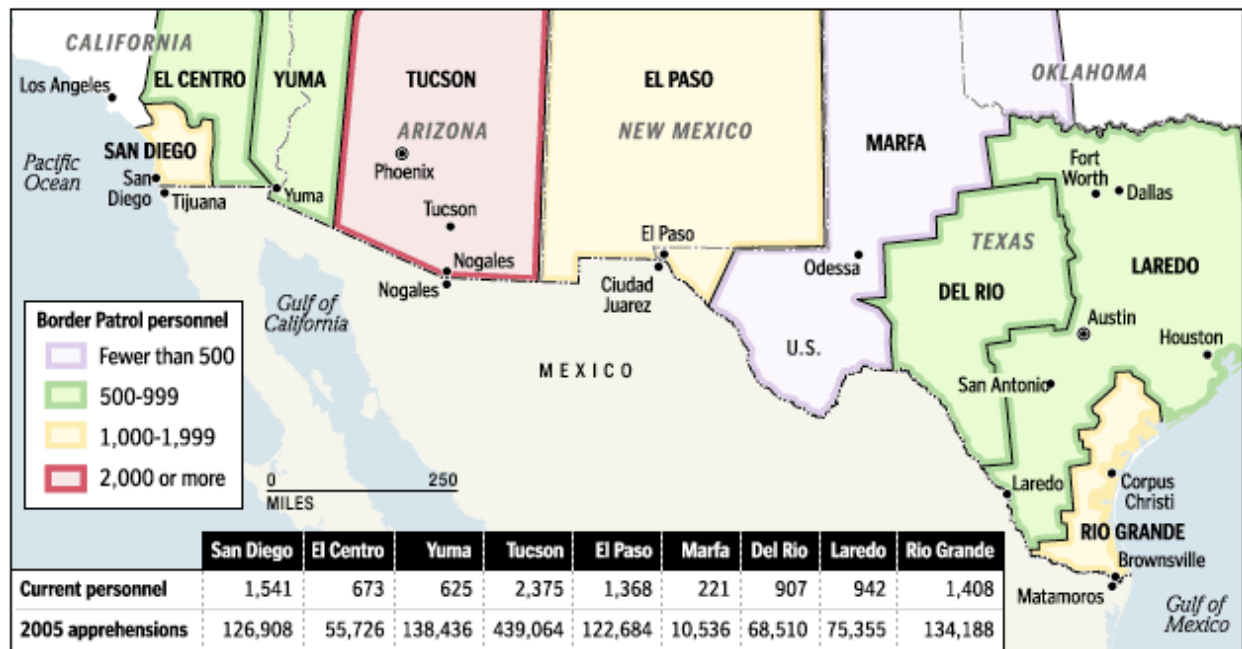 CALIFORNIA
Los Angeles
EL CENTRO
YUMA
TUCSON
EL PASO
OKLAHOMA
ARIZONA
NEW MEXICO
MARFA
Pacific
Ocean
SAN DIEGO
San
Diego
Tijuana
Yuma
Phoenix
Tucson
Nogales
Nogales
El Paso
Ciudad
Juarez
Odessa
Fort
Worth
Dallas
TEXAS
LAREDO
DEL RIO
Austin
Houston
San Antonio
Gulf of
California
MEXICO
U.S.
Laredo
Corpus
Christi
RIO GRANDE
Brownsville
Matamoros
Gulf of
Mexico
Border Patrol personnel
Fewer than 500
500-999
1,000-1,999
2,000 or more
0 250
MILES
San Diego El Centro Yuma Tucson El Paso Marfa Del Rio Laredo Rio Grande
Current personnel 1,541 673 625 2,375 1,368 221 907 942 1,408
2005 apprehensions 126,908 55,726 138,436 439,064 122,684 10,536 68,510 75,355 134,188